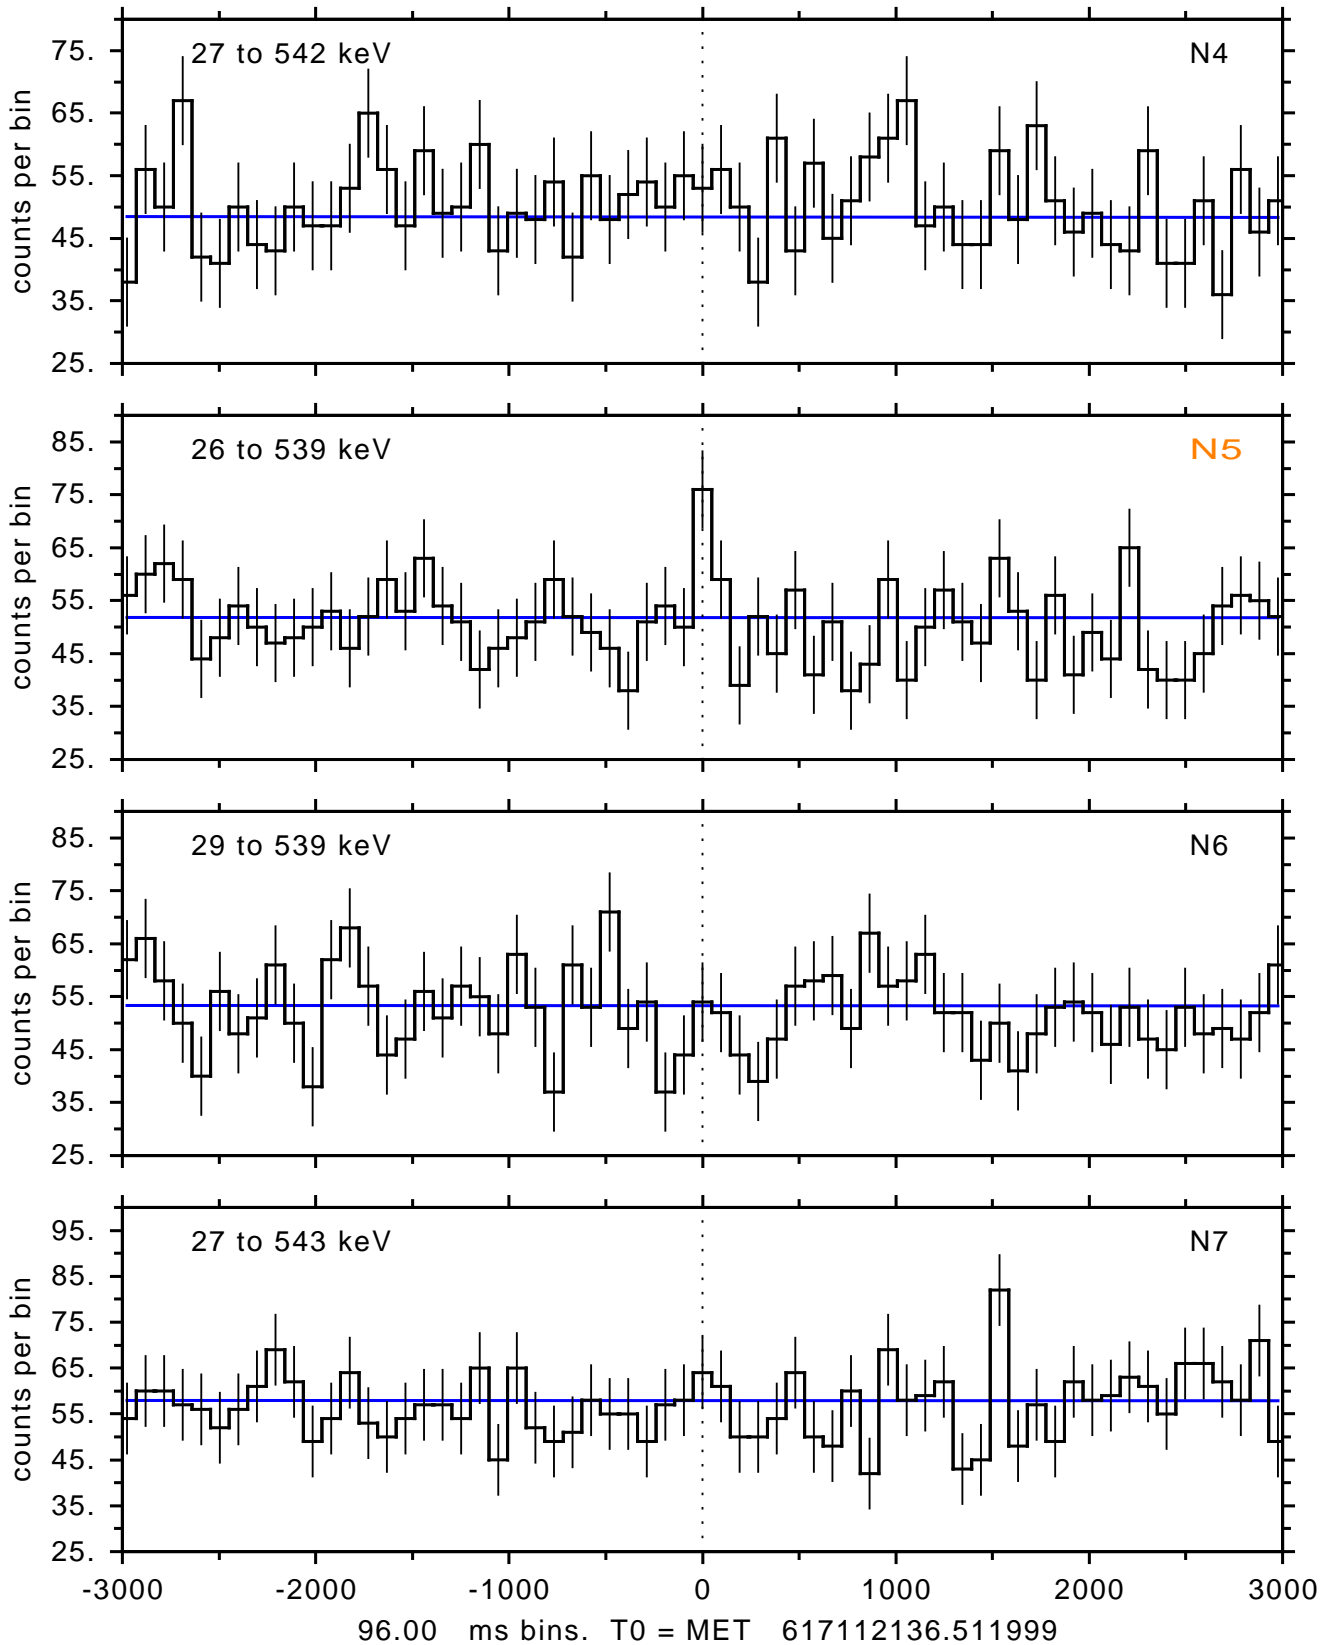 27 to 542 keV N4
75.
65.
55.
45.
35.
25.
counts per bin
26 to 539 keV N5
85.
75.
65.
55.
45.
35.
25.
counts per bin
29 to 539 keV N6
85.
75.
65.
55.
45.
35.
25.
counts per bin
27 to 543 keV N7
95.
85.
75.
65.
55.
45.
35.
25.
counts per bin
-3000 -2000 -1000 0 1000 2000 3000
96.00 ms bins. T0 = MET 617112136.511999